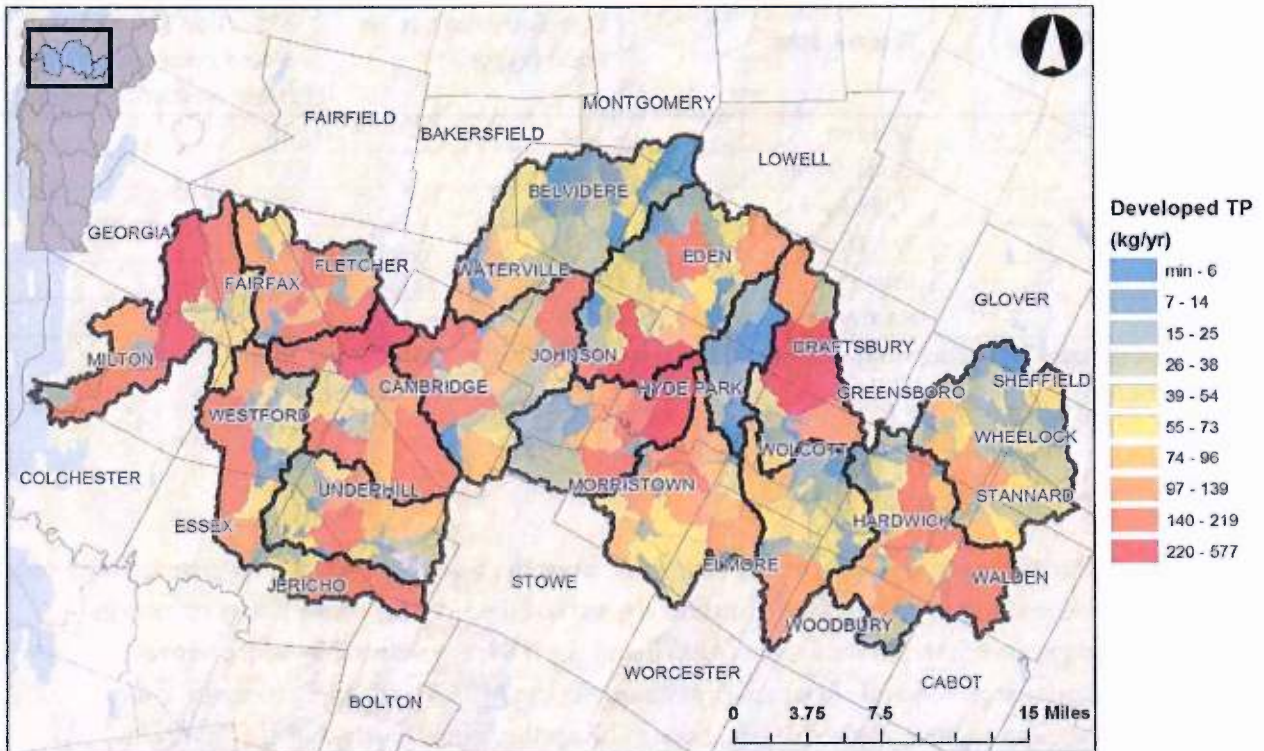 MONTGOMERY
FAIRFIELD
BAKERSFIELD
LOWELL
BELVIDERE
GEORGIA
EDEN
FLETCHER
WATERVILLE
FAIRFAX
GLOVER
MILTON
JOHNSON
CRAFTSBURY
CAMBRIDGE
HYDE PARK
GREENSBORO
SHEFFIELD
WESTFORD
WOLCOTT
WHEELOCK
COLCHESTER
UNDERHILL
MORRISTOWN
STANNARD
ESSEX
HARDWICK
ELMORE
JERICHO
STOWE
WALDEN
WOODBURY
WORCESTER
CABOT
BOLTON
0 3.75 7.5 15 Miles
Developed TP
(kg/yr)
min - 6
7 - 14
15 - 25
26 - 38
39 - 54
55 - 73
74 - 96
97 - 139
140 - 219
220 - 577